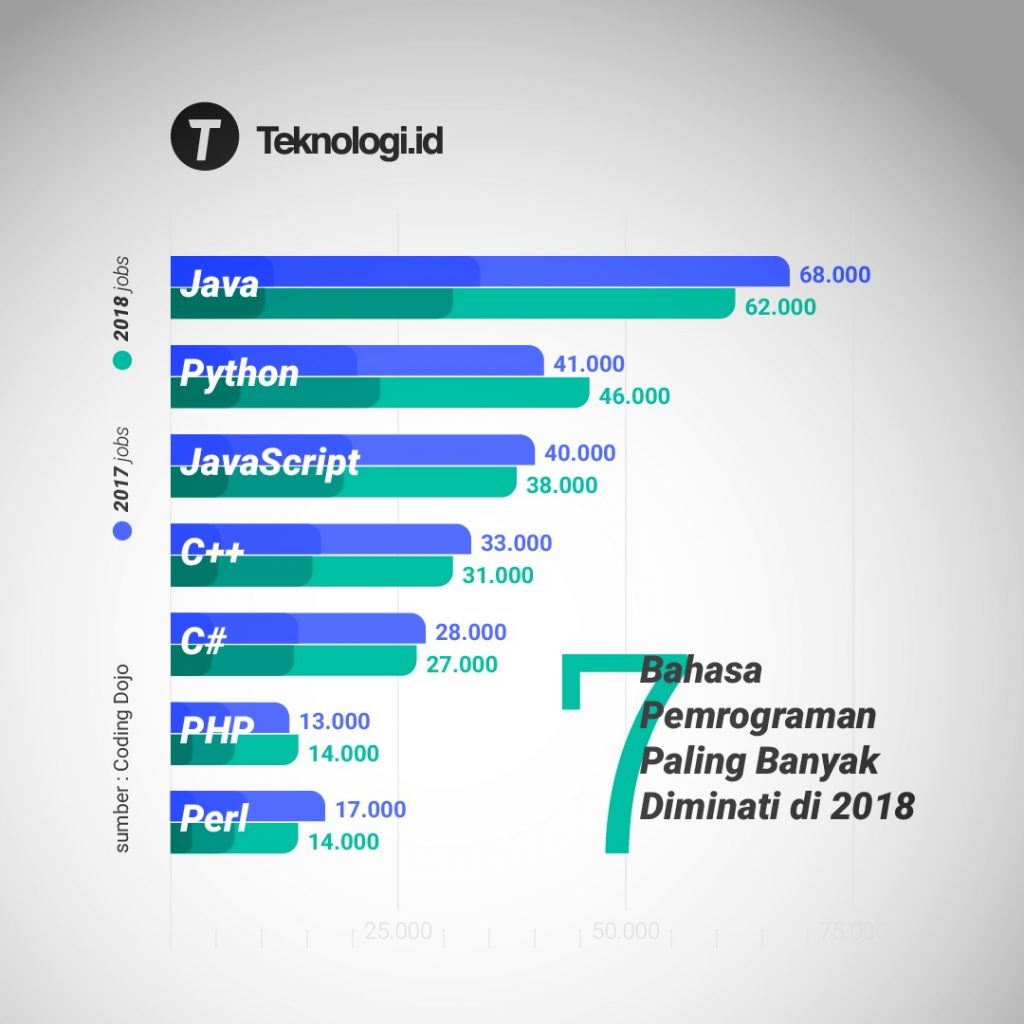 T Teknologi.id
2018 jobs
2017 jobs
sumber : Coding Dojo
Java
68.000
62.000
Python
41.000
46.000
JavaScript
40.000
38.000
C++
33.000
31.000
C#
28.000
27.000
PHP
13.000
14.000
Perl
17.000
14.000
7
Bahasa
Pemrograman
Paling Banyak
Diminati di 2018
25.000 50.000 75.000